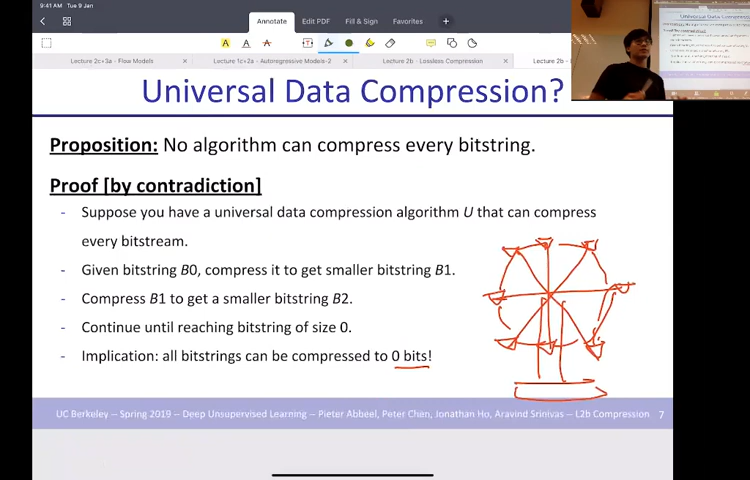 9:41 AM Tue 9 Jan
Annotate Edit PDF Fill & Sign Favorites
Lecture 2c+3a - Flow Models
Lecture 1c+2a - Autoregressive Models-2
Lecture 2b - Lossless Compression
Lecture 2b -
Universal Data Compression?
Proposition: No algorithm can compress every bitstring.
Proof [by contradiction]
- Suppose you have a universal data compression algorithm U that can compress
every bitstream.
- Given bitstring B0, compress it to get smaller bitstring B1.
- Compress B1 to get a smaller bitstring B2.
- Continue until reaching bitstring of size 0.
- Implication: all bitstrings can be compressed to 0 bits!
UC Berkeley -- Spring 2019 -- Deep Unsupervised Learning -- Pieter Abbeel, Peter Chen, Jonathan Ho, Aravind Srinivas -- L2b Compression 7